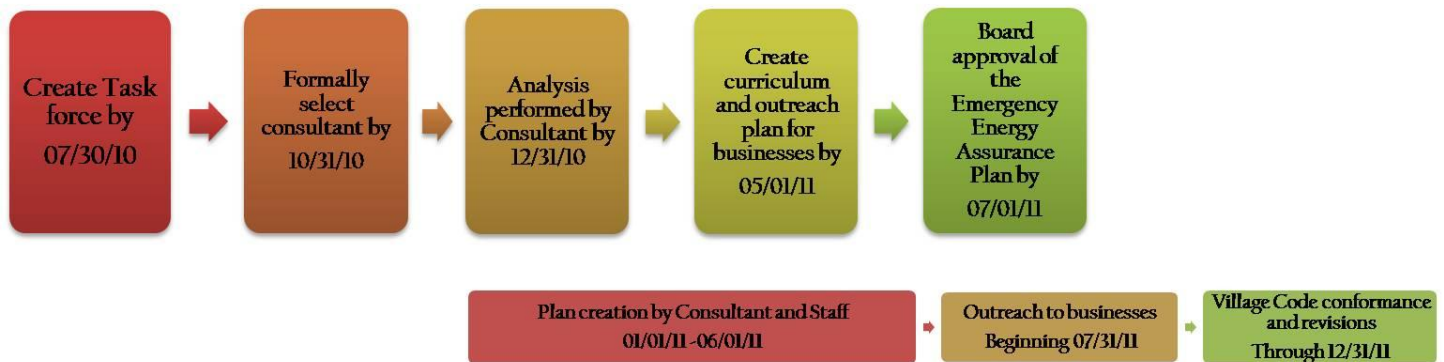 Create Task
force by
07/30/10
Formally
select
consultant by
10/31/10
Analysis
performed by
Consultant by
12/31/10
Create
curriculum
and outreach
plan for
businesses by
05/01/11
Board
approval of
the
Emergency
Energy
Assurance
Plan by
07/01/11
Plan creation by Consultant and Staff
01/01/11-06/01/11
Outreach to businesses
Beginning 07/31/11
Village Code conformance
and revisions
Through 12/31/11